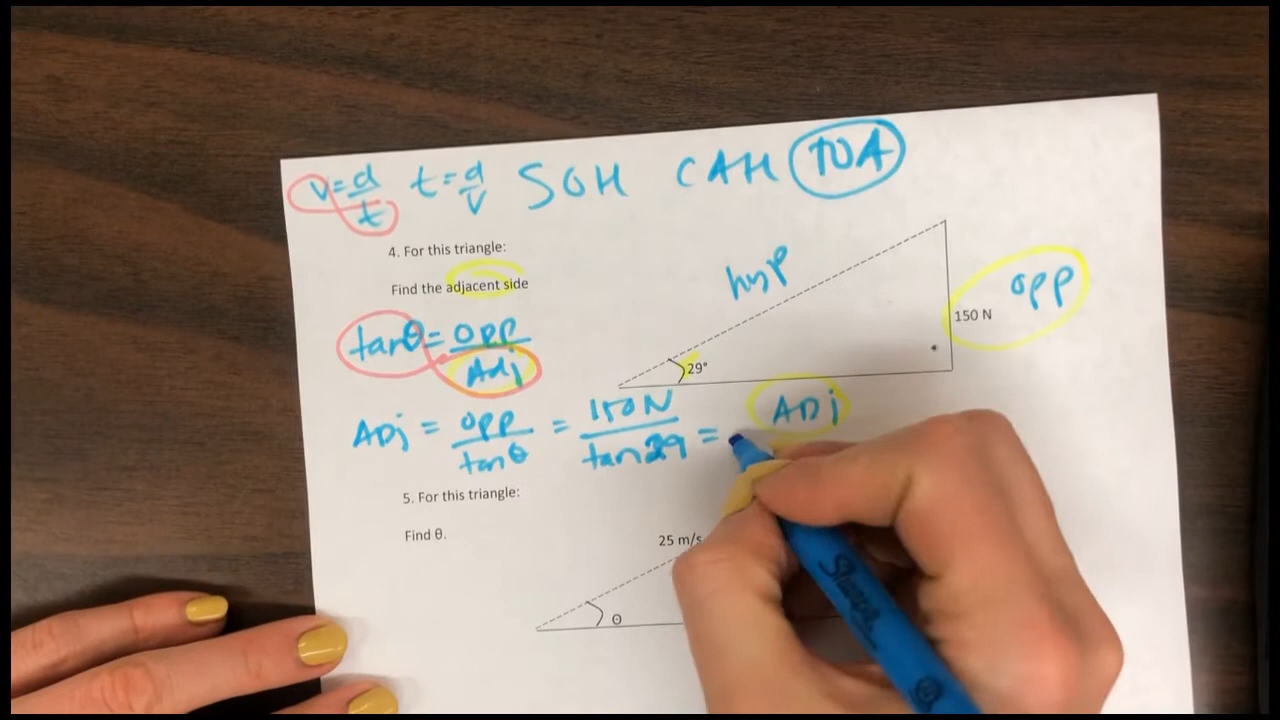 v = d/t t = d/v SOH CAH TOA
4. For this triangle:
Find the adjacent side
hyp
opp
150 N
29°
tanθ = opp/Adj
ADj
ADj = opp/tanθ = 150N/tan29 =
5. For this triangle:
Find θ.
25 m/s
θ
Sharpie